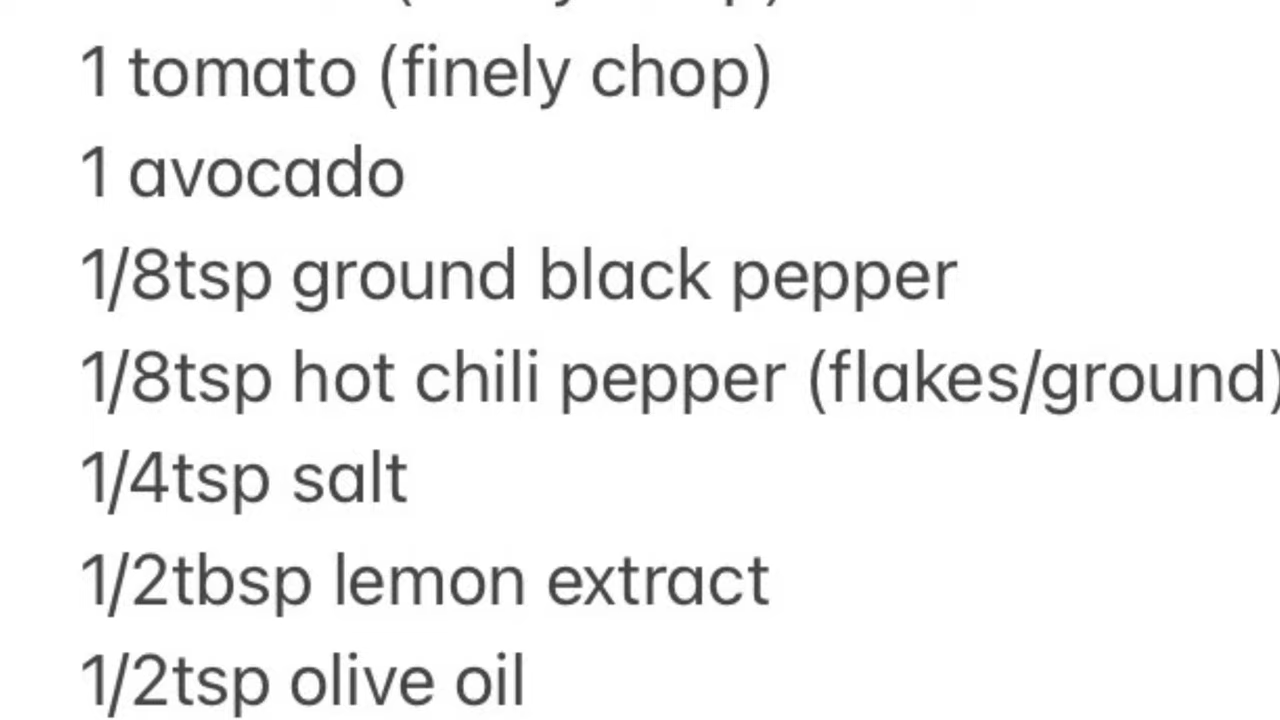 1 tomato (finely chop)
1 avocado
1/8tsp ground black pepper
1/8tsp hot chili pepper (flakes/ground)
1/4tsp salt
1/2tbsp lemon extract
1/2tsp olive oil